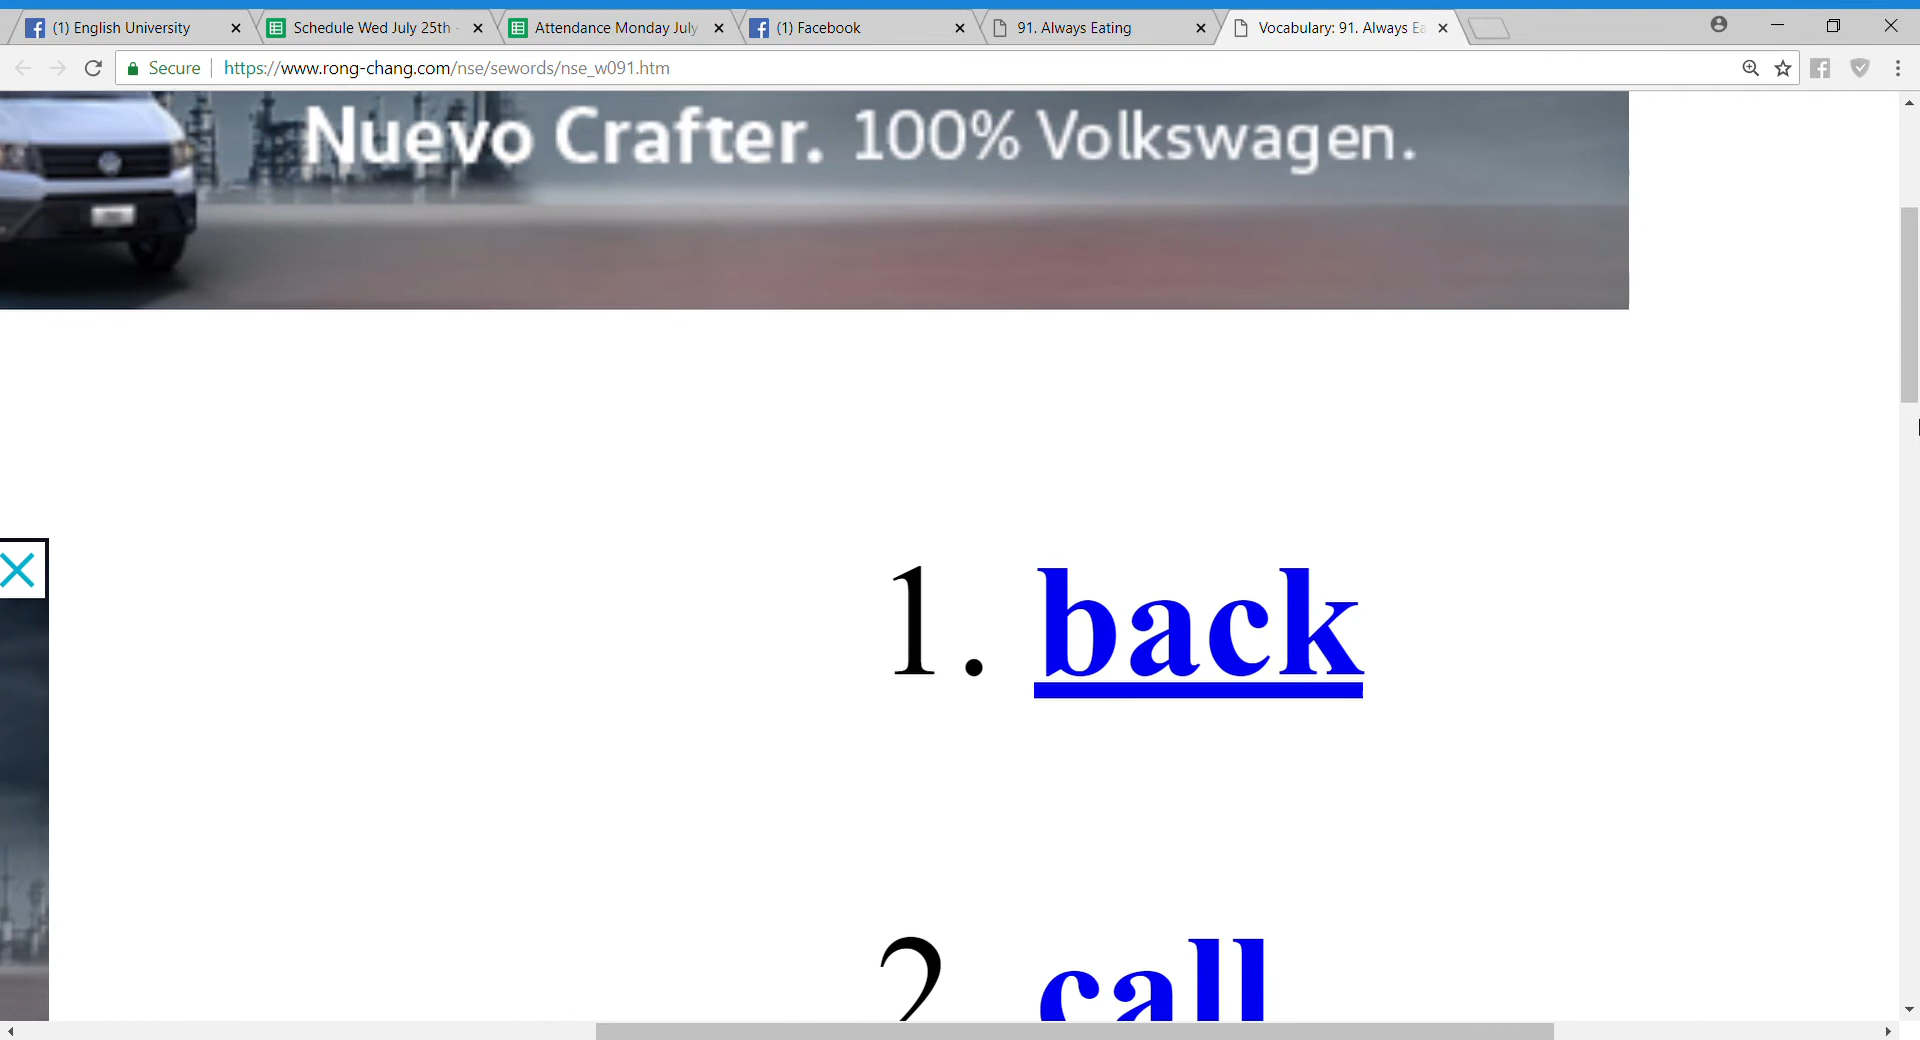 (1) English University
Schedule Wed July 25th -
Attendance Monday July
(1) Facebook
91. Always Eating
Vocabulary: 91. Always Ea
Secure
https://www.rong-chang.com/nse/sewords/nse_w091.htm
Nuevo Crafter. 100% Volkswagen.
1. back
2. call